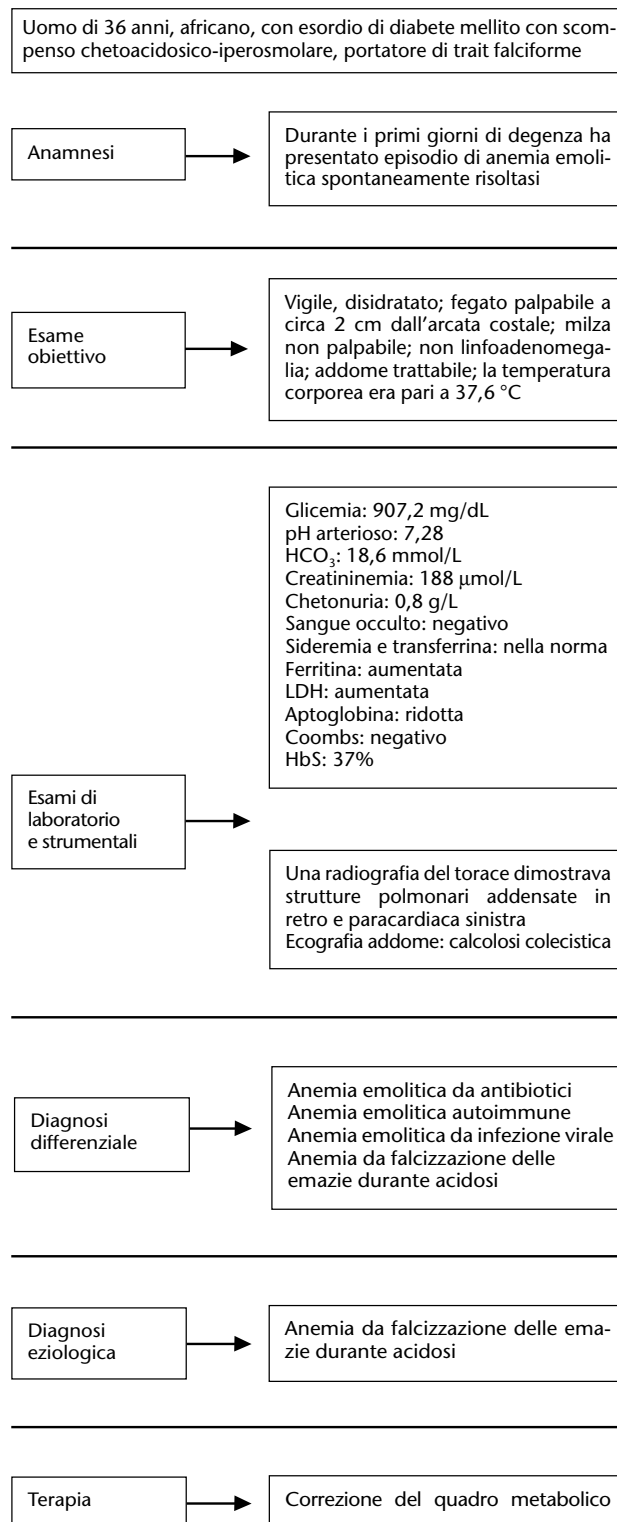 Uomo di 36 anni, africano, con esordio di diabete mellito con scom-
penso chetoacidosico-iperosmolare, portatore di trait falciforme
Anamnesi
Durante i primi giorni di degenza ha
presentato episodio di anemia emoli-
tica spontaneamente risoltasi
Esame
obiettivo
Vigile, disidratato; fegato palpabile a
circa 2 cm dall'arcata costale; milza
non palpabile; non linfoadenomega-
lia; addome trattabile; la temperatura
corporea era pari a 37,6 °C
Esami di
laboratorio
e strumentali
Glicemia: 907,2 mg/dL
pH arterioso: 7,28
HCO₃: 18,6 mmol/L
Creatininemia: 188 μmol/L
Chetonuria: 0,8 g/L
Sangue occulto: negativo
Sideremia e transferrina: nella norma
Ferritina: aumentata
LDH: aumentata
Aptoglobina: ridotta
Coombs: negativo
HbS: 37%
Una radiografia del torace dimostrava
strutture polmonari addensate in
retro e paracardiaca sinistra
Ecografia addome: calcolosi colecistica
Diagnosi
differenziale
Anemia emolitica da antibiotici
Anemia emolitica autoimmune
Anemia emolitica da infezione virale
Anemia da falcizzazione delle
emazie durante acidosi
Diagnosi
eziologica
Anemia da falcizzazione delle ema-
zie durante acidosi
Terapia
Correzione del quadro metabolico